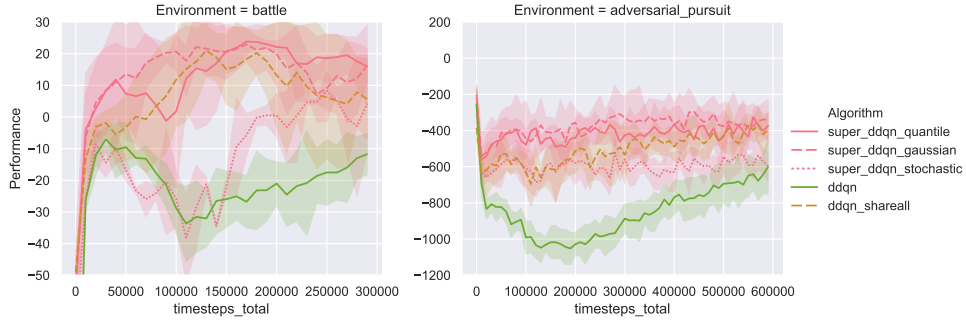 Environment = battle
Performance
30
20
10
0
−10
−20
−30
−40
−50
0 50000 100000 150000 200000 250000 300000
timesteps_total
Environment = adversarial_pursuit
200
0
−200
−400
−600
−800
−1000
−1200
0 100000 200000 300000 400000 500000 600000
timesteps_total
Algorithm
super_ddqn_quantile
super_ddqn_gaussian
super_ddqn_stochastic
ddqn
ddqn_shareall